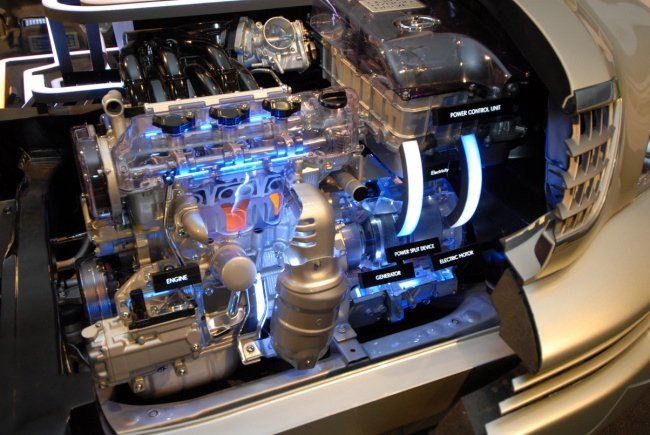 POWER CONTROL UNIT
Electricity
POWER SPLIT DEVICE
ELECTRIC MOTOR
GENERATOR
ENGINE